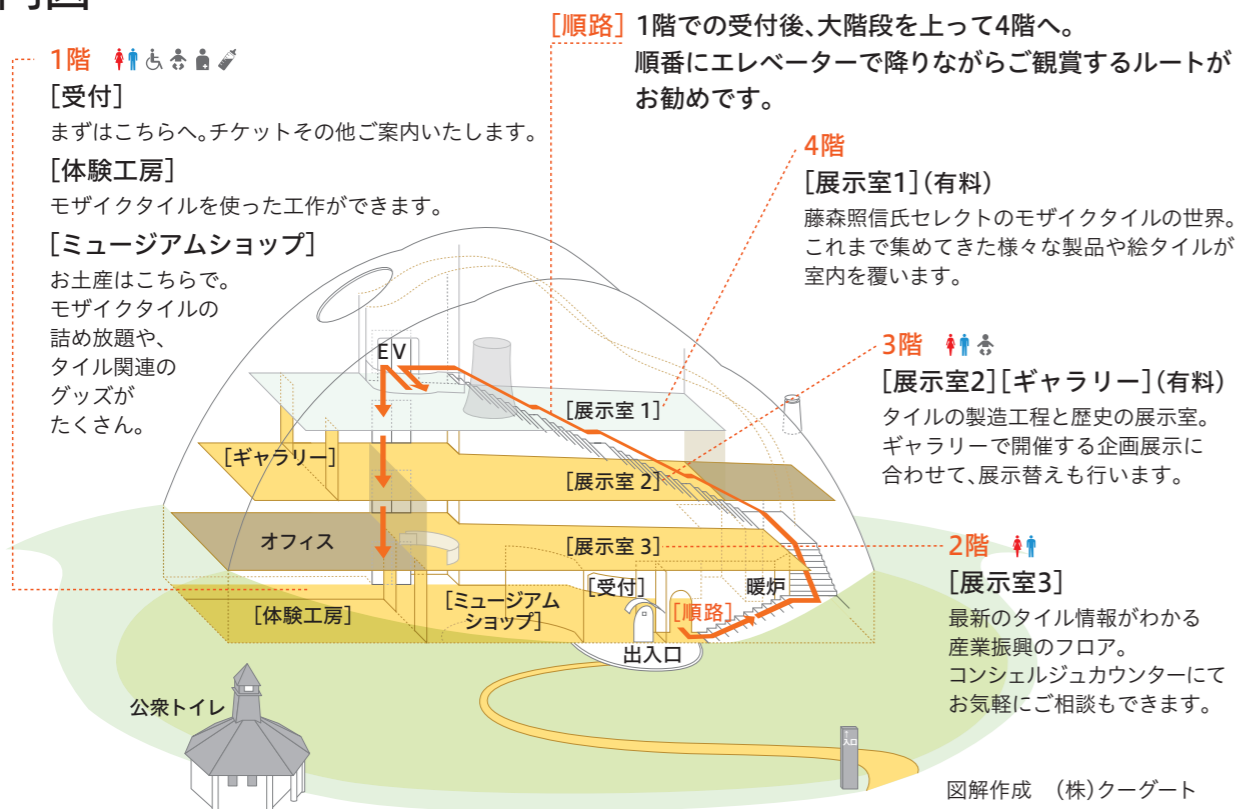 [順路] 1階での受付後、大階段を上って4階へ。
順番にエレベーターで降りながらご観賞するルートが
お勧めです。
1階
[受付]
まずはこちらへ。チケットその他ご案内いたします。
[体験工房]
モザイクタイルを使った工作ができます。
[ミュージアムショップ]
お土産はこちらで。
モザイクタイルの
詰め放題や、
タイル関連の
グッズが
たくさん。
4階
[展示室1](有料)
藤森照信氏セレクトのモザイクタイルの世界。
これまで集めてきた様々な製品や絵タイルが
室内を覆います。
3階
[展示室2][ギャラリー](有料)
タイルの製造工程と歴史の展示室。
ギャラリーで開催する企画展示に
合わせて、展示替えも行います。
2階
[展示室3]
最新のタイル情報がわかる
産業振興のフロア。
コンシェルジュカウンターにて
お気軽にご相談もできます。
EV
[展示室 1]
[ギャラリー]
[展示室 2]
オフィス
[展示室 3]
[体験工房]
[ミュージアム
ショップ]
[受付]
暖炉
[順路]
出入口
公衆トイレ
入口
図解作成 (株)クーグート